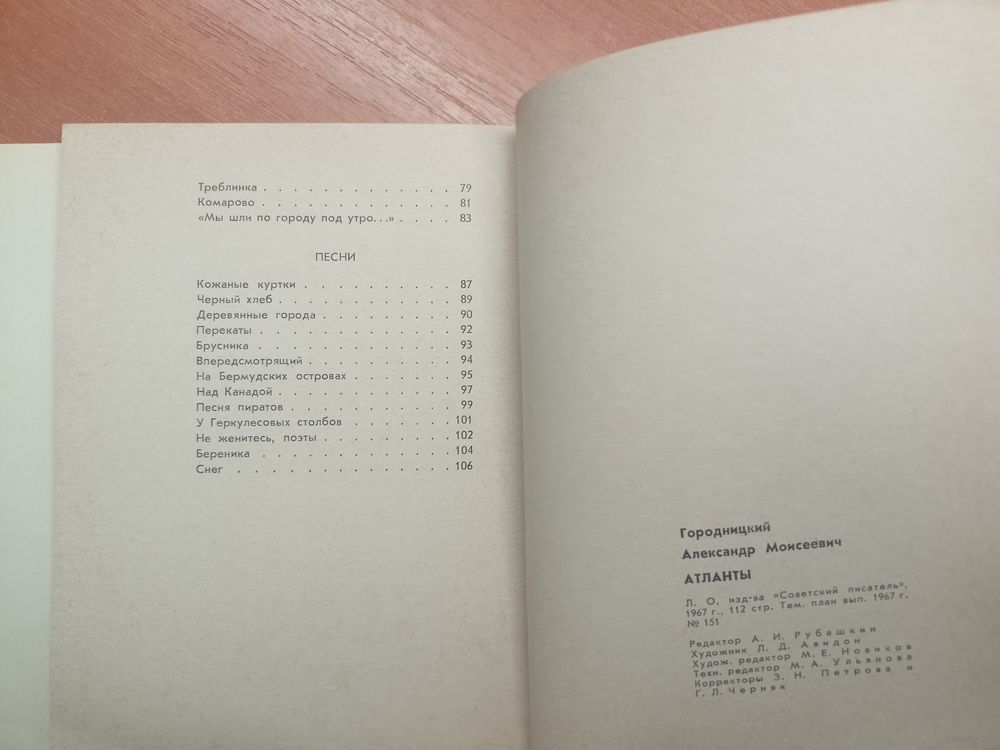 Треблинка . . . . . . . . . . . . . 79
Комарово . . . . . . . . . . . . . 81
«Мы шли по городу под утро...» . . . . 83
ПЕСНИ
Кожаные куртки . . . . . . . . . . 87
Черный хлеб . . . . . . . . . . . . 89
Деревянные города . . . . . . . . . 90
Перекаты . . . . . . . . . . . . . 92
Брусника . . . . . . . . . . . . . 93
Впередсмотрящий . . . . . . . . . . 94
На Бермудских островах . . . . . . . 95
Над Канадой . . . . . . . . . . . . 97
Песня пиратов . . . . . . . . . . . 99
У Геркулесовых столбов . . . . . . . 101
Не женитесь, поэты . . . . . . . . . 102
Береника . . . . . . . . . . . . . 104
Снег . . . . . . . . . . . . . . 106
Городницкий
Александр Моисеевич
АТЛАНТЫ
Л. О, изд-ва «Советский писатель»,
1967 г., 112 стр. Тем. план вып. 1967 г.
№ 151
Редактор А. И. Рубашкин
Художник Л. Д. Авидон
Худож. редактор М. Е. Новиков
Техн. редактор М. А. Ульянова
Корректоры З. Н. Петрова и
Г. Л. Черняк